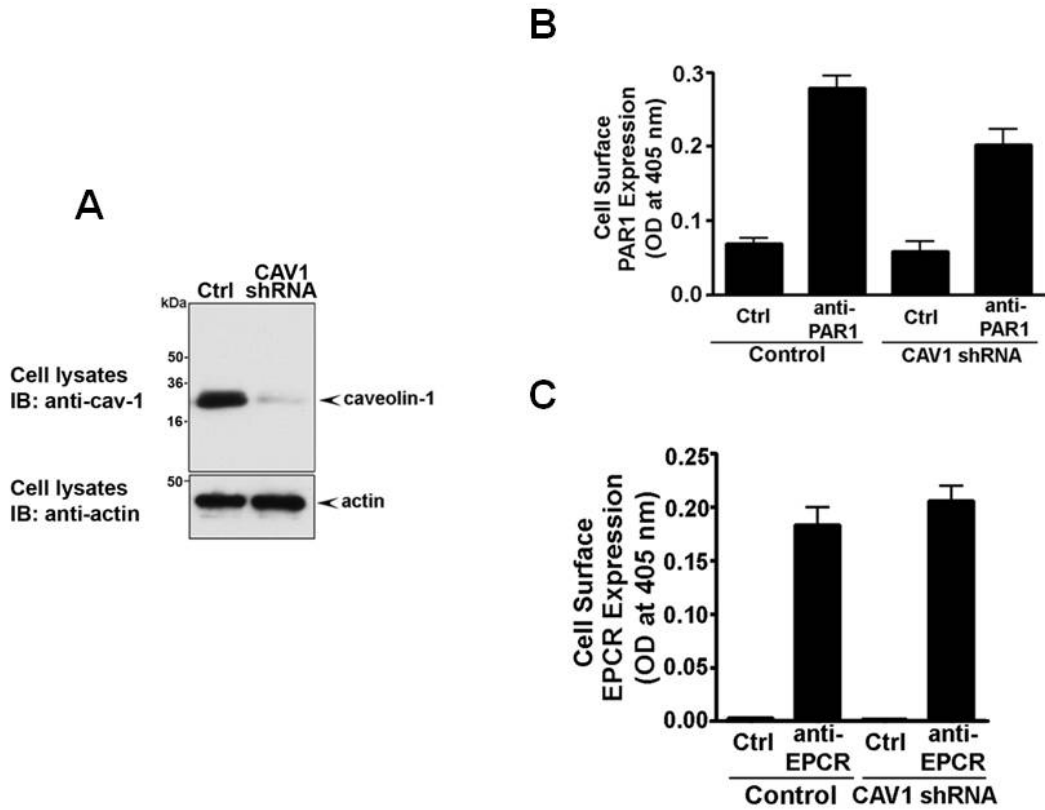 A
Ctrl
CAV1
shRNA
kDa
50
36
16
Cell lysates
IB: anti-cav-1
caveolin-1
50
Cell lysates
IB: anti-actin
actin
B
Cell Surface
PAR1 Expression
(OD at 405 nm)
0.3
0.2
0.1
0.0
Ctrl
anti-
PAR1
Ctrl
anti-
PAR1
Control
CAV1 shRNA
C
Cell Surface
EPCR Expression
(OD at 405 nm)
0.25
0.20
0.15
0.10
0.05
0.00
Ctrl
anti-
EPCR
Ctrl
anti-
EPCR
Control
CAV1 shRNA